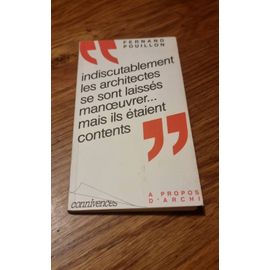 FERNAND
POUILLON
indiscutablement
les architectes
se sont laissés
manœuvrer...
mais ils étaient
contents
connivences
A PROPOS
D'ARCHI